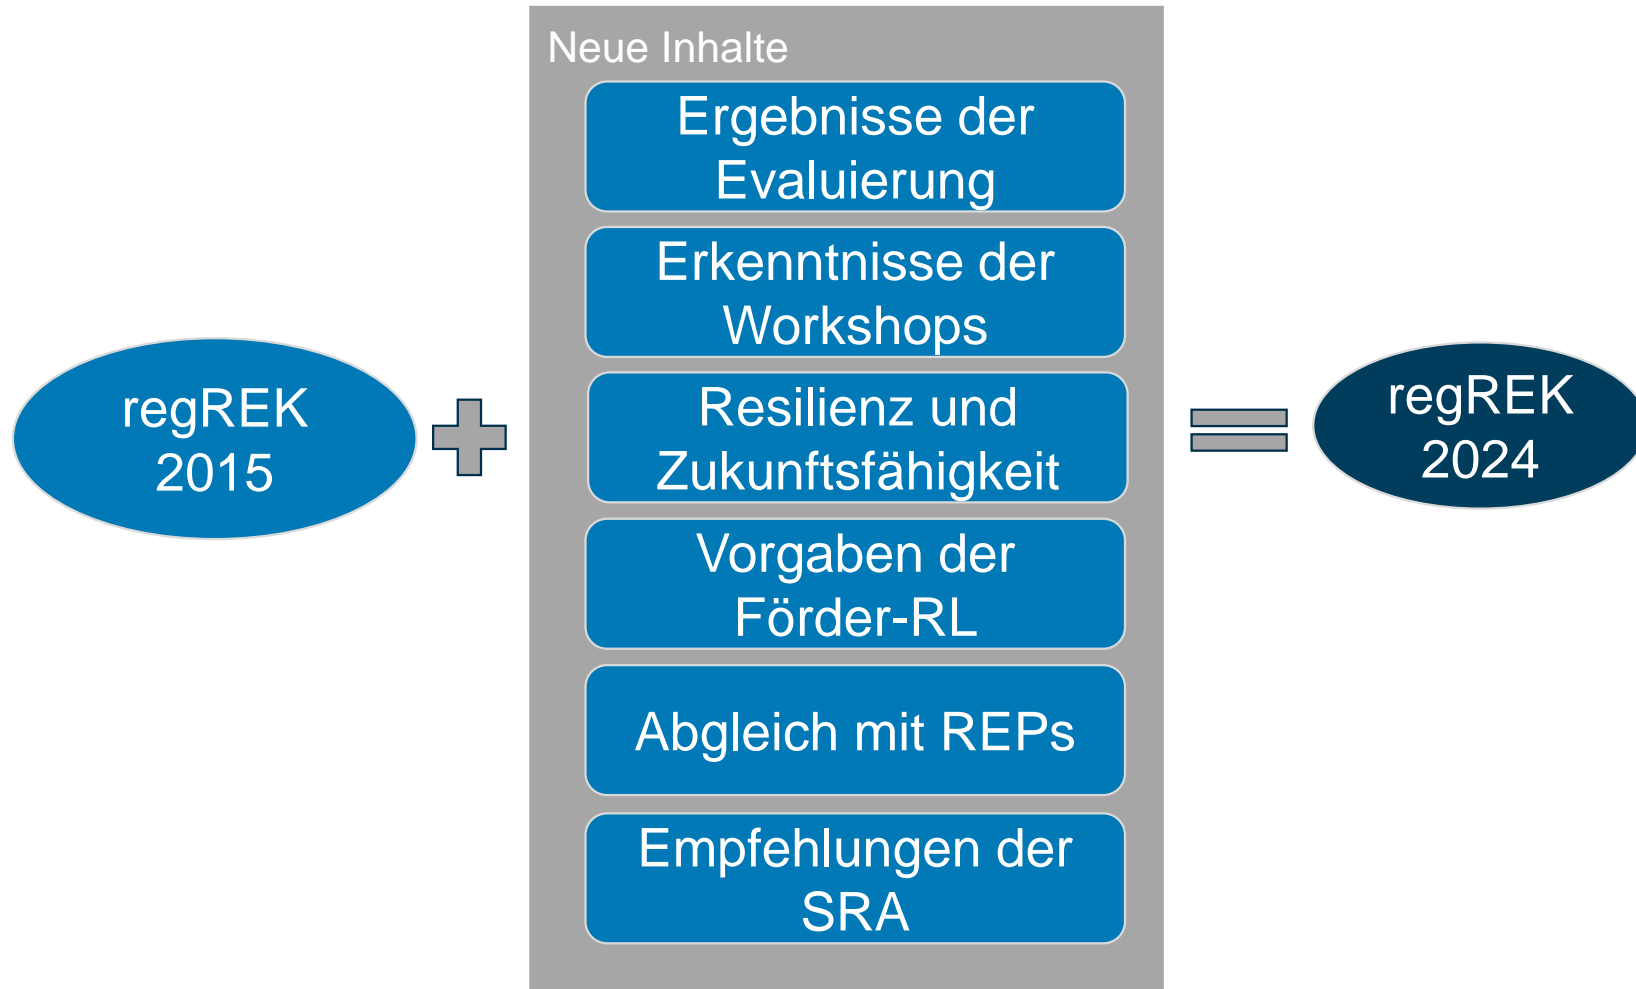 regREK
2015
Neue Inhalte
Ergebnisse der
Evaluierung
Erkenntnisse der
Workshops
Resilienz und
Zukunftsfähigkeit
Vorgaben der
Förder-RL
Abgleich mit REPs
Empfehlungen der
SRA
regREK
2024